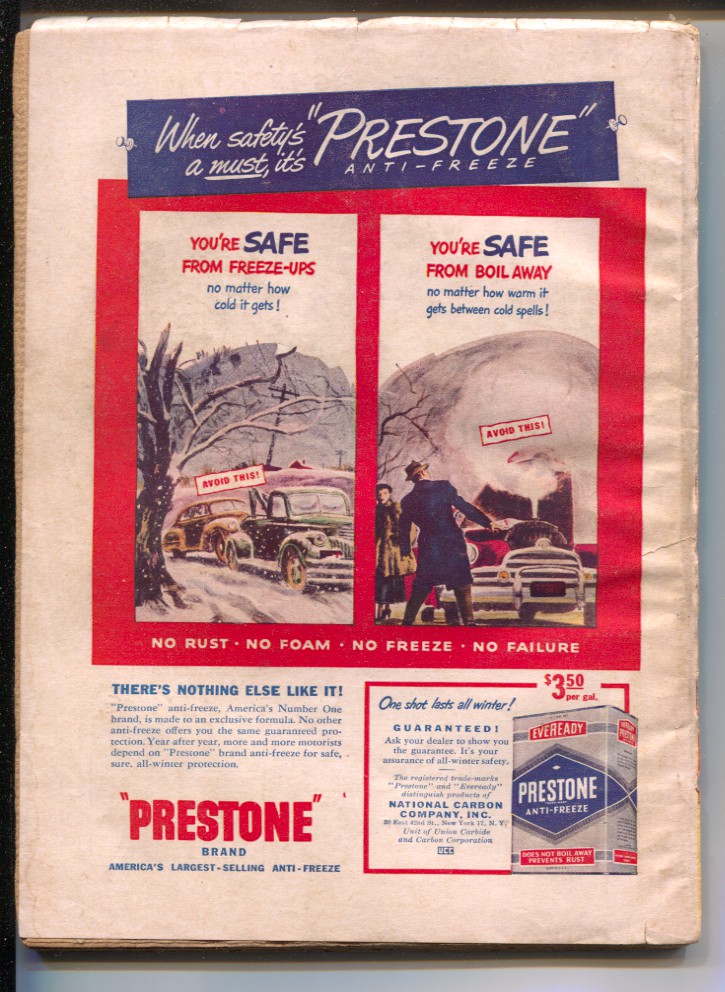 When safety's "PRESTONE"
a must, it's ANTI-FREEZE
YOU'RE SAFE
FROM FREEZE-UPS
no matter how
cold it gets!
AVOID THIS!
YOU'RE SAFE
FROM BOIL AWAY
no matter how warm it
gets between cold spells!
AVOID THIS!
NO RUST · NO FOAM · NO FREEZE · NO FAILURE
THERE'S NOTHING ELSE LIKE IT!
"Prestone" anti-freeze, America's Number One
brand, is made to an exclusive formula. No other
anti-freeze offers you the same guaranteed pro-
tection. Year after year, more and more motorists
depend on "Prestone" brand anti-freeze for safe,
sure, all-winter protection.
"PRESTONE"
BRAND
AMERICA'S LARGEST-SELLING ANTI-FREEZE
$3.50
per gal.
One shot lasts all winter!
GUARANTEED!
Ask your dealer to show you
the guarantee. It's your
assurance of all-winter safety.
The registered trade-marks
"Prestone" and "Eveready"
distinguish products of
NATIONAL CARBON
COMPANY, INC.
30 East 42nd St., New York 17, N. Y.
Unit of Union Carbide
and Carbon Corporation
UCC
EVEREADY
PRESTONE
ANTI-FREEZE
DOES NOT BOIL AWAY
PREVENTS RUST